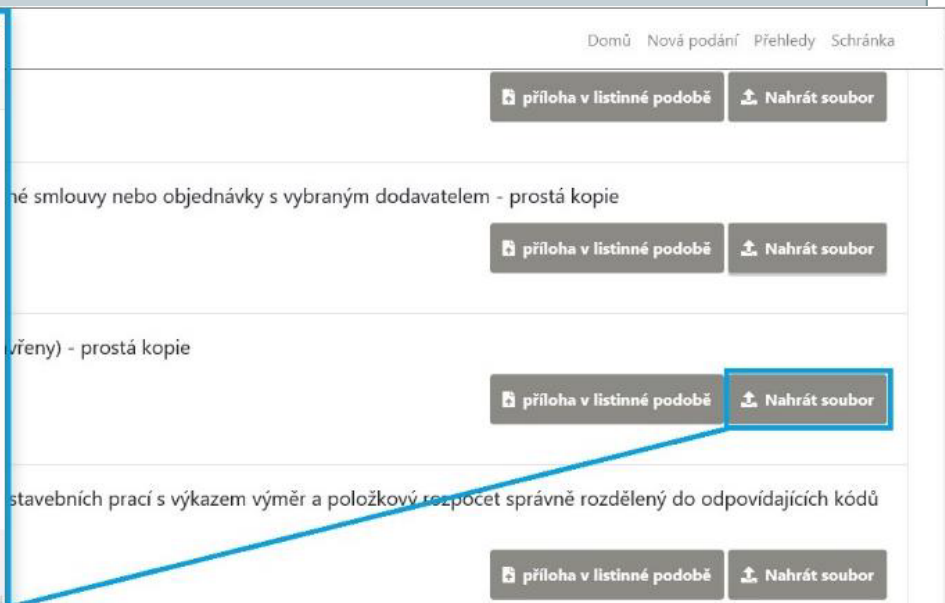 Domů Nová podání Přehledy Schránka
příloha v listinné podobě Nahrát soubor
né smlouvy nebo objednávky s vybraným dodavatelem - prostá kopie
příloha v listinné podobě Nahrát soubor
vřeny) - prostá kopie
příloha v listinné podobě Nahrát soubor
stavebních prací s výkazem výměr a položkový rozpočet správně rozdělený do odpovídajících kódů
příloha v listinné podobě Nahrát soubor